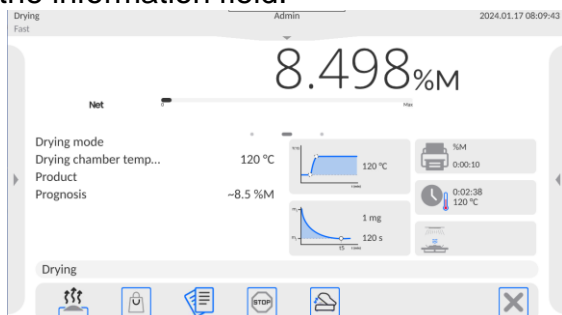 the information field.
Drying Admin 2024.01.17 08:09:43
Fast
8.498%M
Net 0 Max
Drying mode
Drying chamber temp... 120 °C
Product
Prognosis ~8.5 %M
120 °C
1 mg
120 s
%M
0:00:10
0:02:38
120 °C
Drying
STOP